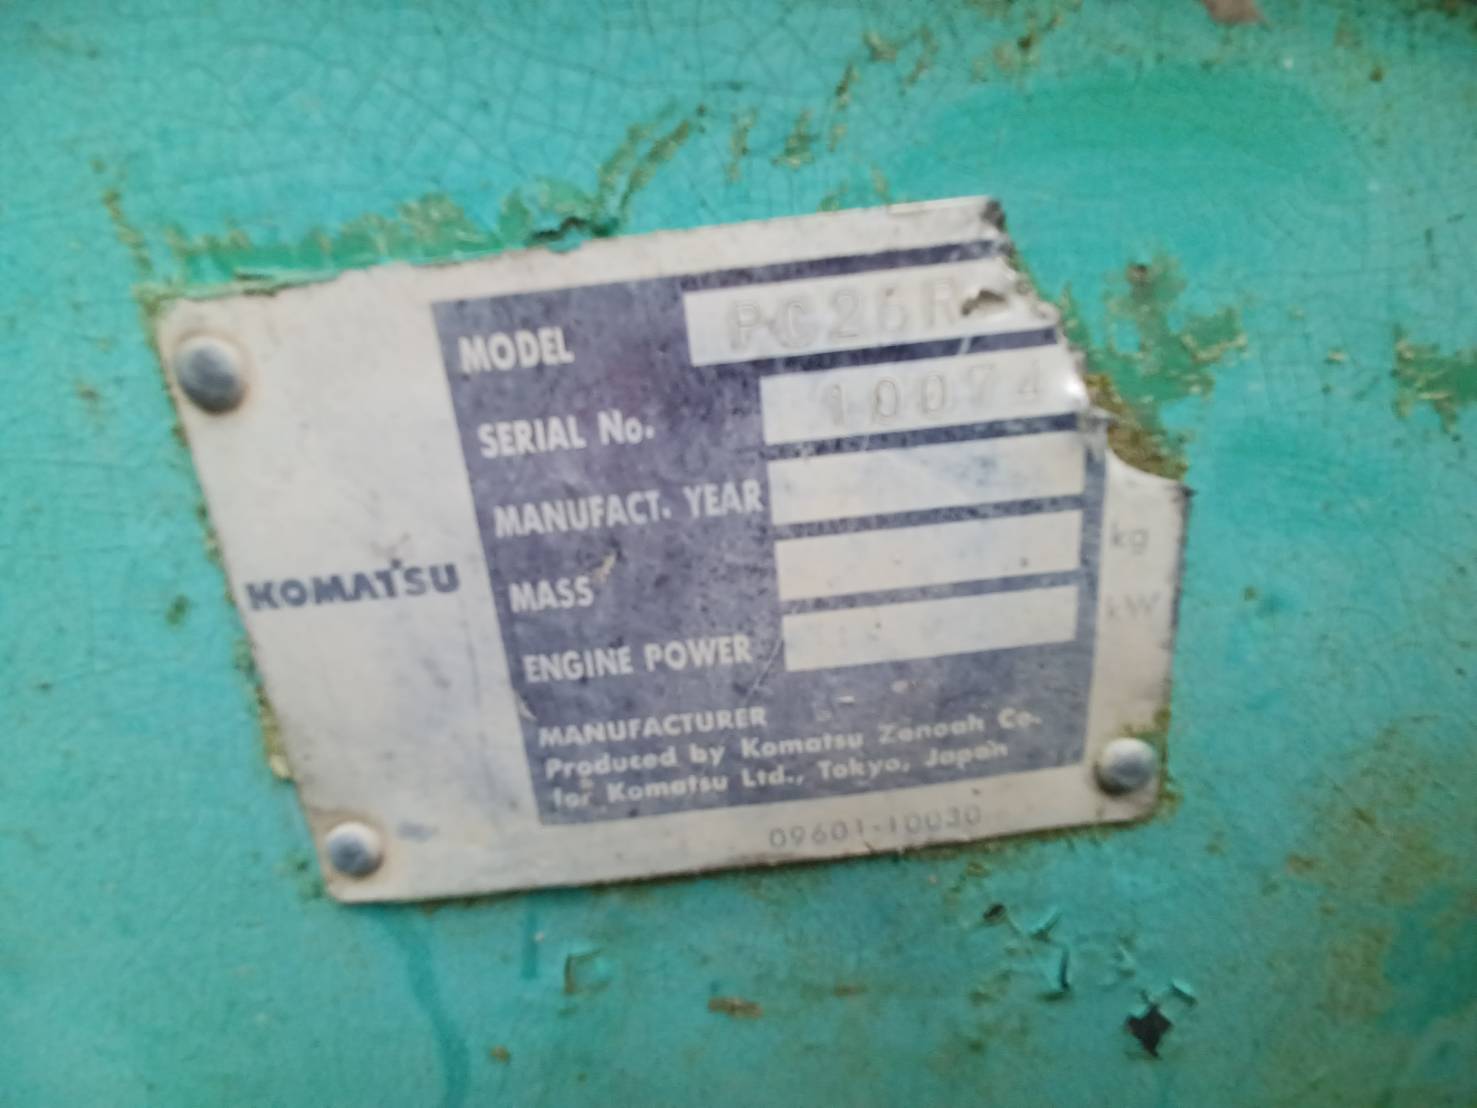 MODEL PC26R
SERIAL No. 10074
MANUFACT. YEAR
MASS kg
ENGINE POWER kW
KOMATSU
MANUFACTURER
Produced by Komatsu Zenoah Co.
for Komatsu Ltd., Tokyo, Japan
09601-10030